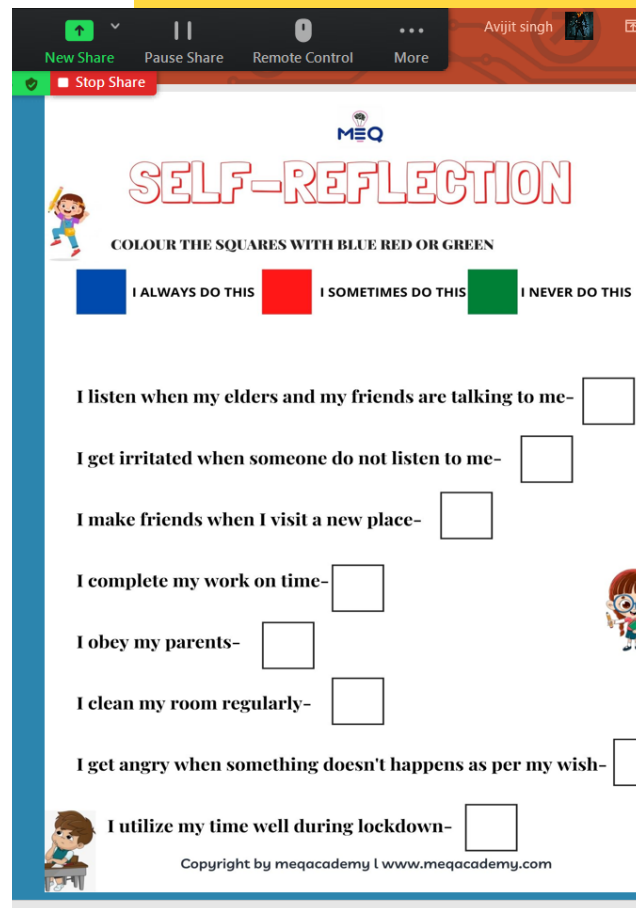 Avijit singh
New Share Pause Share Remote Control More
Stop Share
MEQ
SELF-REFLECTION
COLOUR THE SQUARES WITH BLUE RED OR GREEN
I ALWAYS DO THIS I SOMETIMES DO THIS I NEVER DO THIS
I listen when my elders and my friends are talking to me-
I get irritated when someone do not listen to me-
I make friends when I visit a new place-
I complete my work on time-
I obey my parents-
I clean my room regularly-
I get angry when something doesn't happens as per my wish-
I utilize my time well during lockdown-
Copyright by meqacademy l www.meqacademy.com